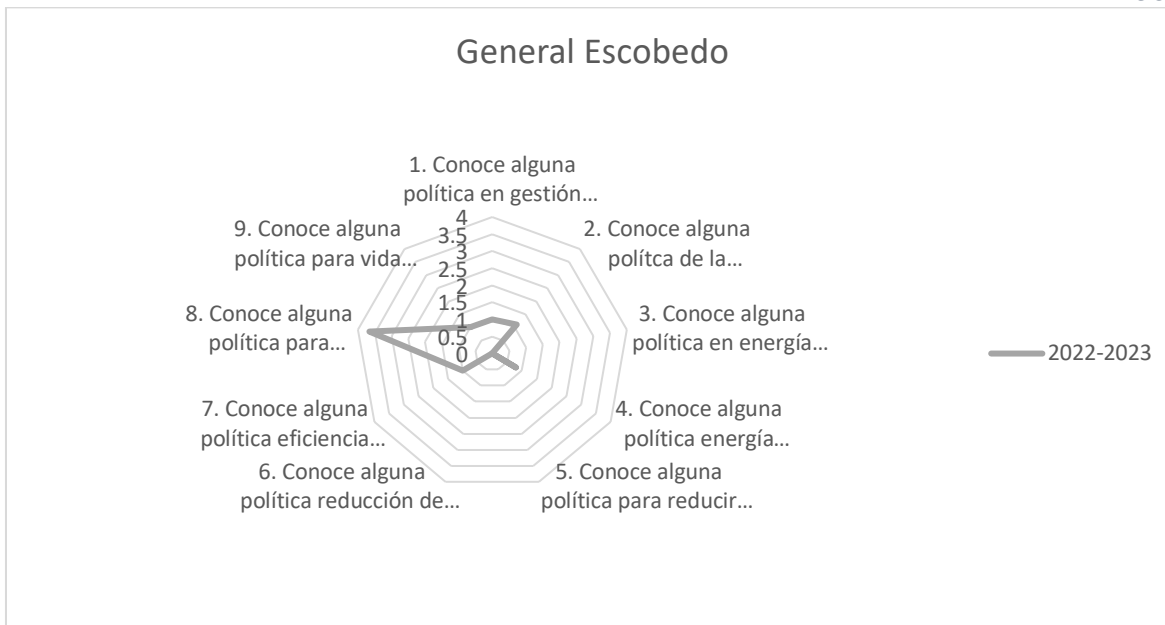 General Escobedo
1. Conoce alguna
política en gestión...
2. Conoce alguna
polítca de la...
3. Conoce alguna
política en energía...
4. Conoce alguna
política energía...
5. Conoce alguna
política para reducir...
6. Conoce alguna
política reducción de...
7. Conoce alguna
política eficiencia...
8. Conoce alguna
política para...
9. Conoce alguna
política para vida...
4
3.5
3
2.5
2
1.5
1
0.5
0
2022-2023